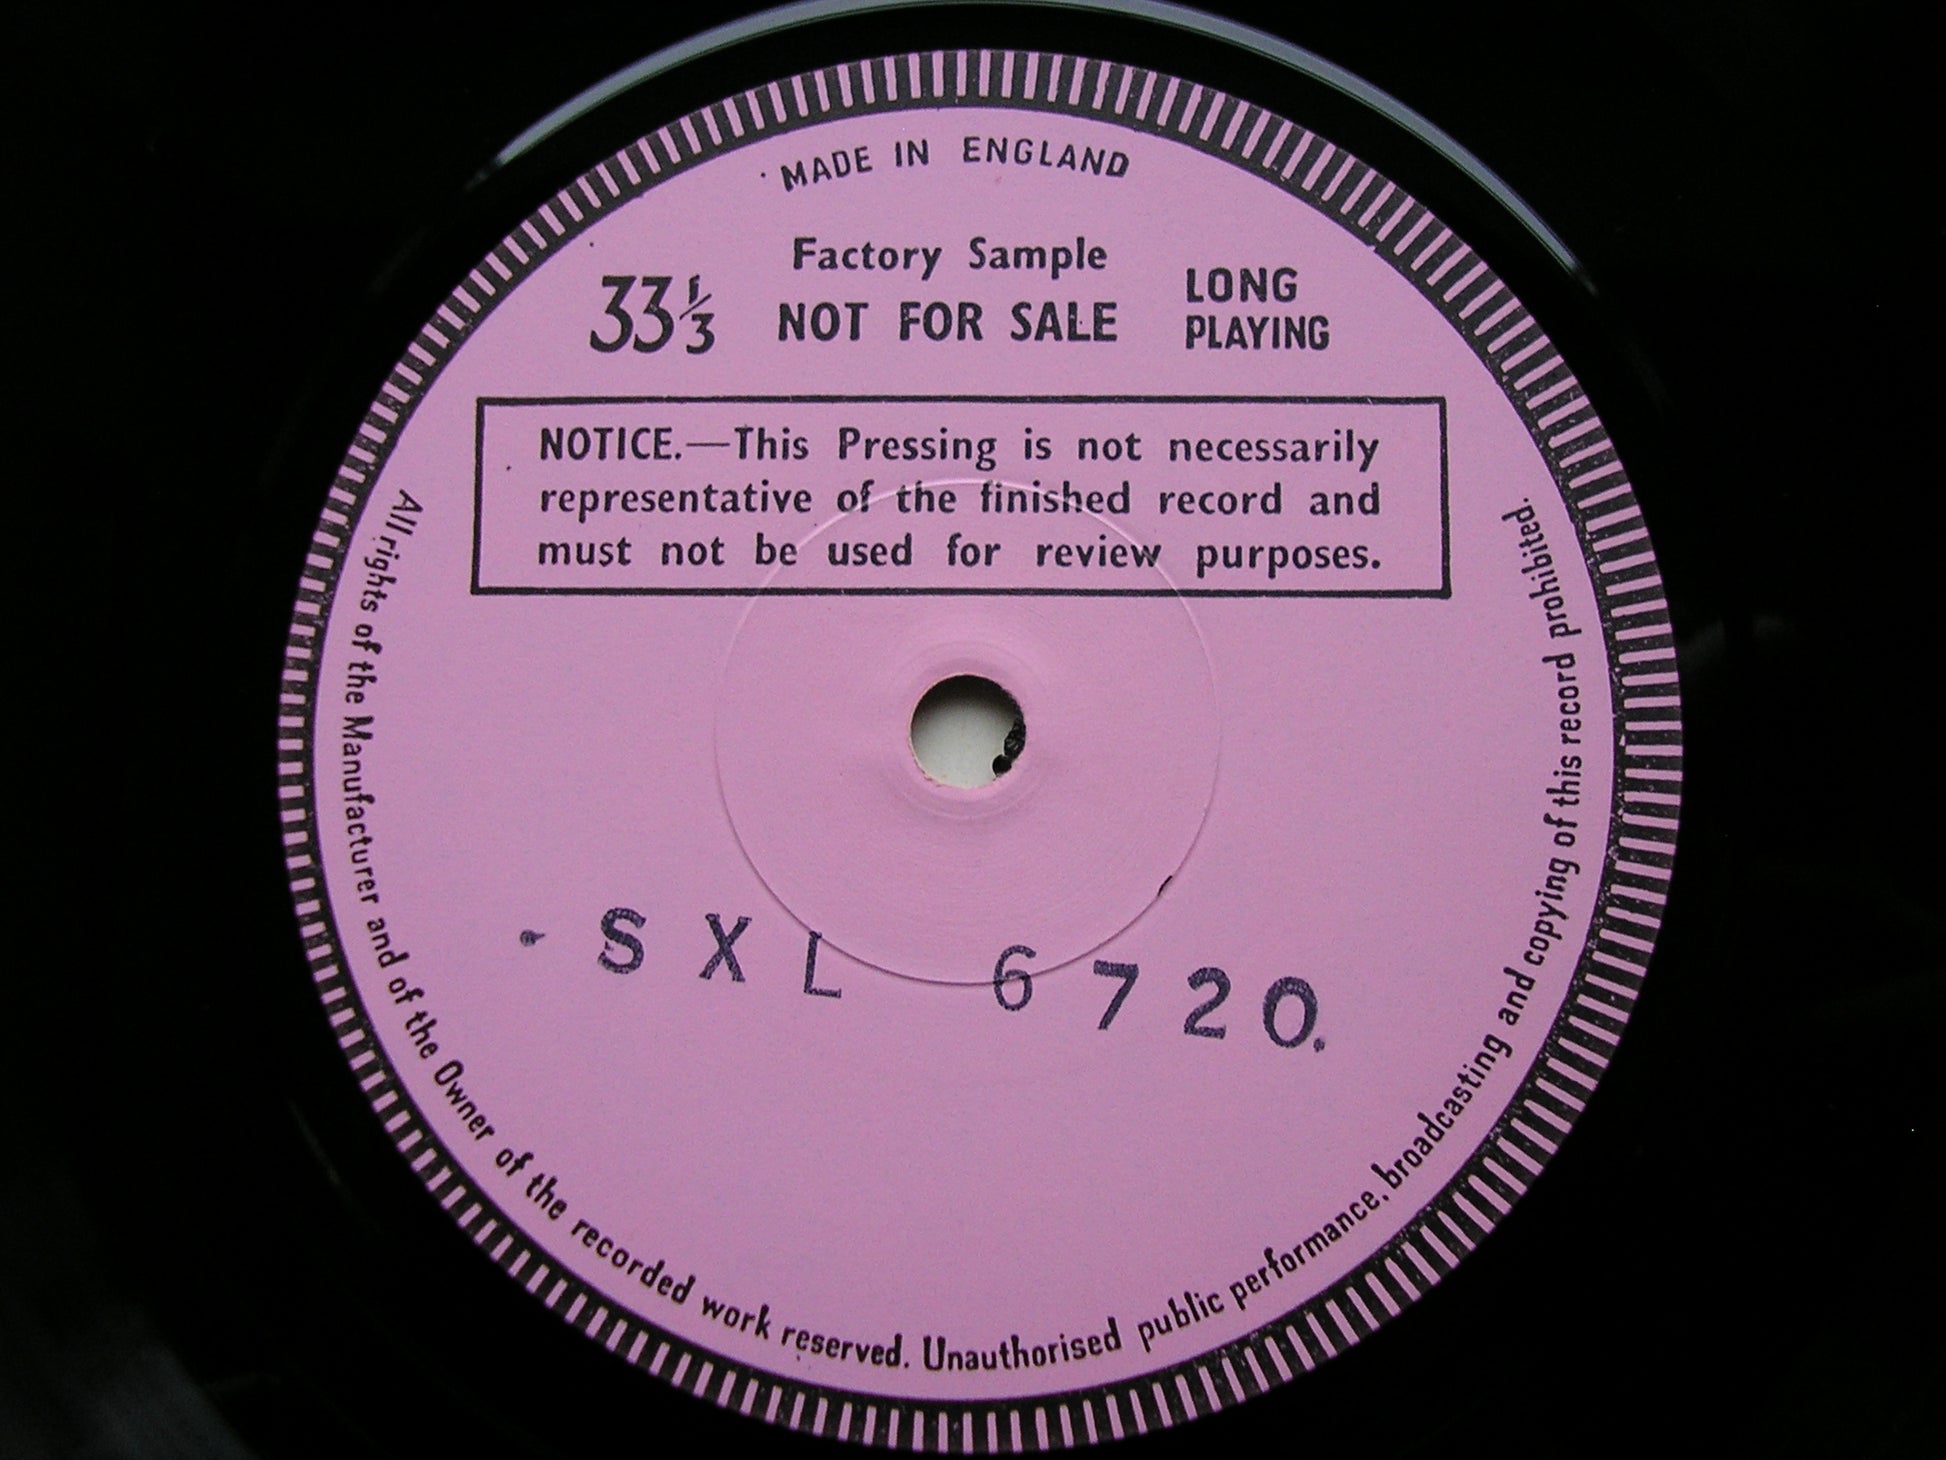 MADE IN ENGLAND
Factory Sample
33⅓ NOT FOR SALE LONG
PLAYING
NOTICE.—This Pressing is not necessarily
representative of the finished record and
must not be used for review purposes.
SXL 6720.
All rights of the Manufacturer and of the Owner of the recorded work reserved. Unauthorised public performance, broadcasting and copying of this record prohibited.